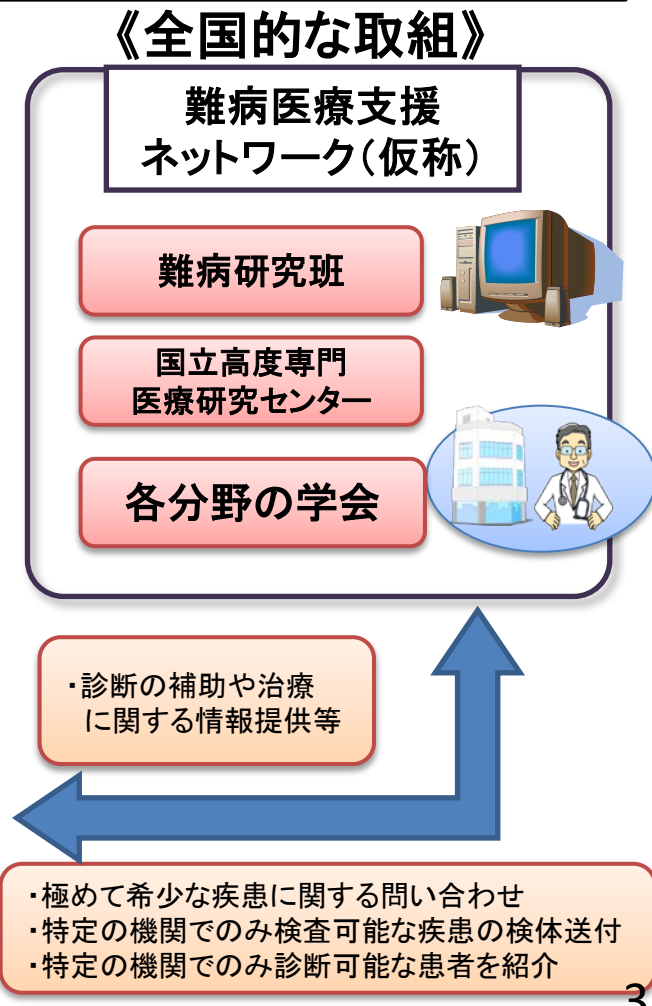 《全国的な取組》
難病医療支援
ネットワーク(仮称)
難病研究班
国立高度専門
医療研究センター
各分野の学会
・診断の補助や治療
に関する情報提供等
・極めて希少な疾患に関する問い合わせ
・特定の機関でのみ検査可能な疾患の検体送付
・特定の機関でのみ診断可能な患者を紹介
3